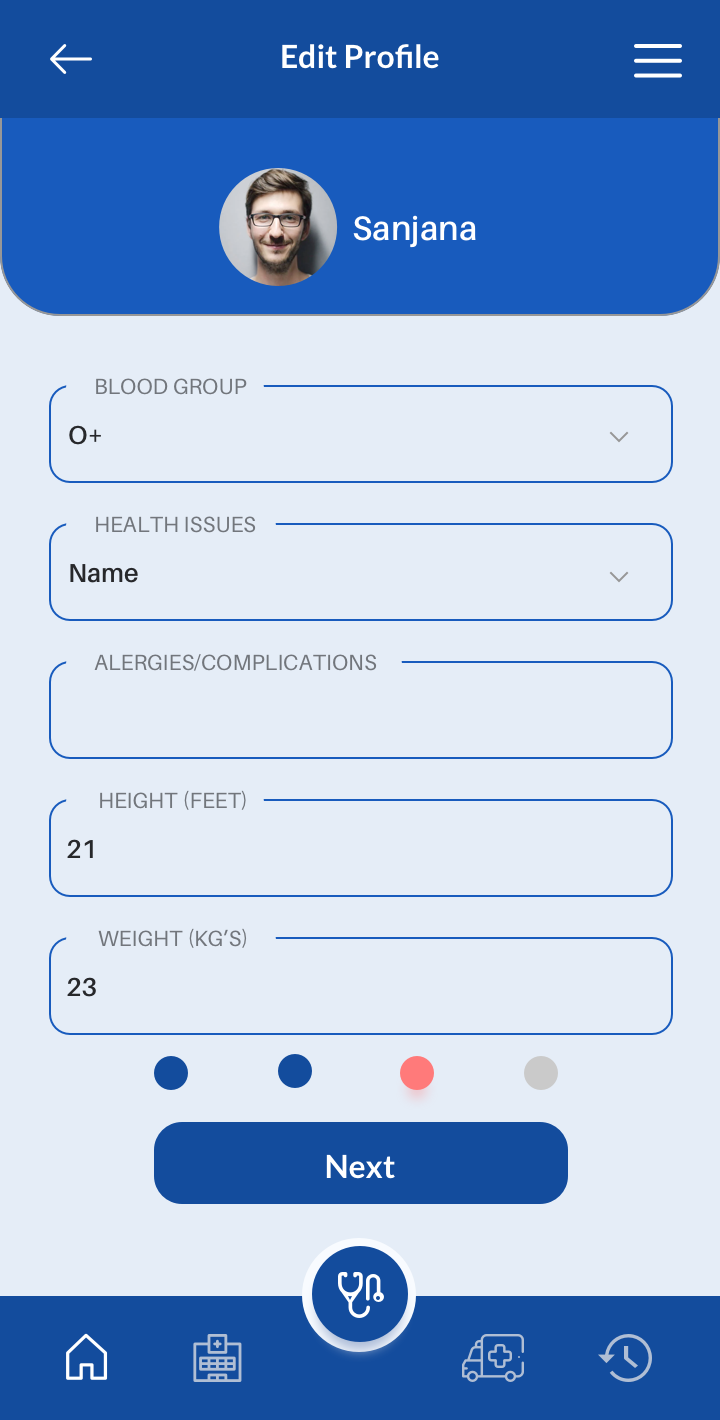 Edit Profile
Sanjana
BLOOD GROUP
O+
HEALTH ISSUES
Name
ALERGIES/COMPLICATIONS
HEIGHT (FEET)
21
WEIGHT (KG'S)
23
Next